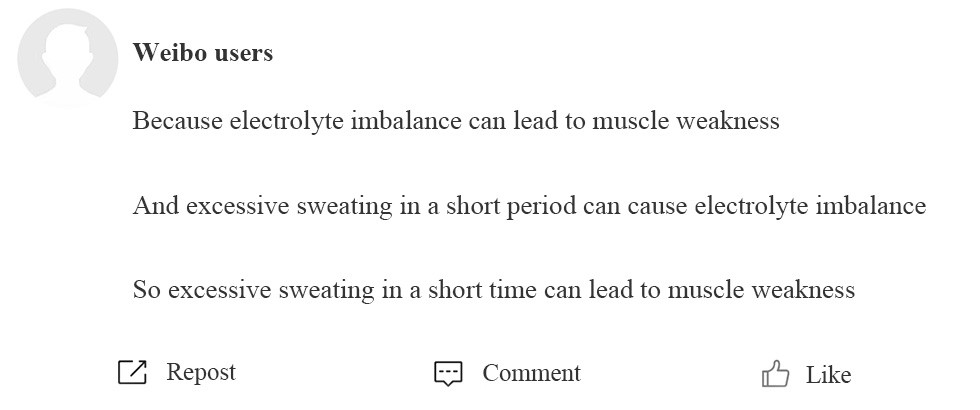 Weibo users
Because electrolyte imbalance can lead to muscle weakness
And excessive sweating in a short period can cause electrolyte imbalance
So excessive sweating in a short time can lead to muscle weakness
Repost Comment Like